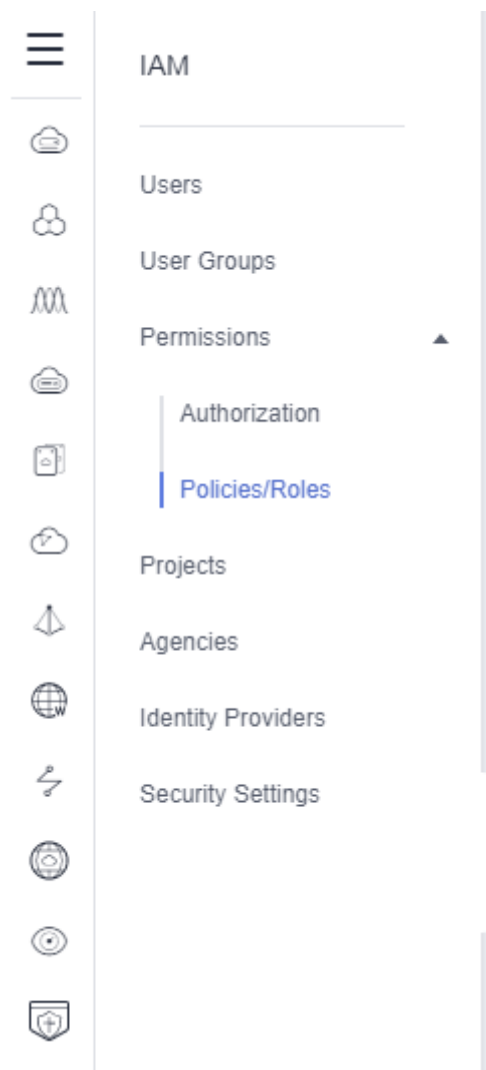 IAM
Users
User Groups
Permissions
Authorization
Policies/Roles
Projects
Agencies
Identity Providers
Security Settings